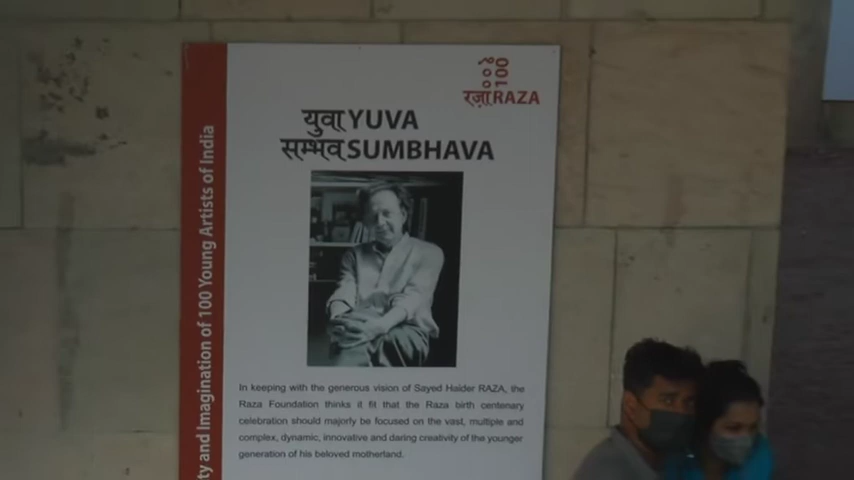 १००
100
रज़ा RAZA
युवा YUVA
सम्भव SUMBHAVA
ty and Imagination of 100 Young Artists of India
In keeping with the generous vision of Sayed Haider RAZA, the
Raza Foundation thinks it fit that the Raza birth centenary
celebration should majorly be focused on the vast, multiple and
complex, dynamic, innovative and daring creativity of the younger
generation of his beloved motherland.